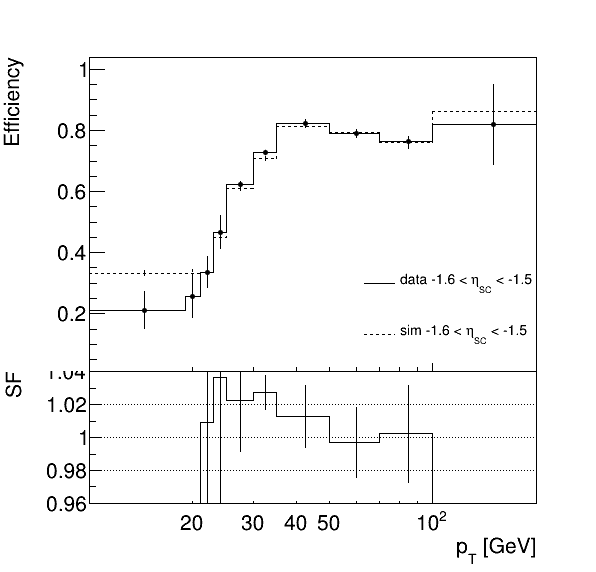 Efficiency
1
0.8
0.6
0.4
0.2
data -1.6 < η_SC < -1.5
sim -1.6 < η_SC < -1.5
SF
1.04
1.02
1
0.98
0.96
20 30 40 50 10²
p_T [GeV]